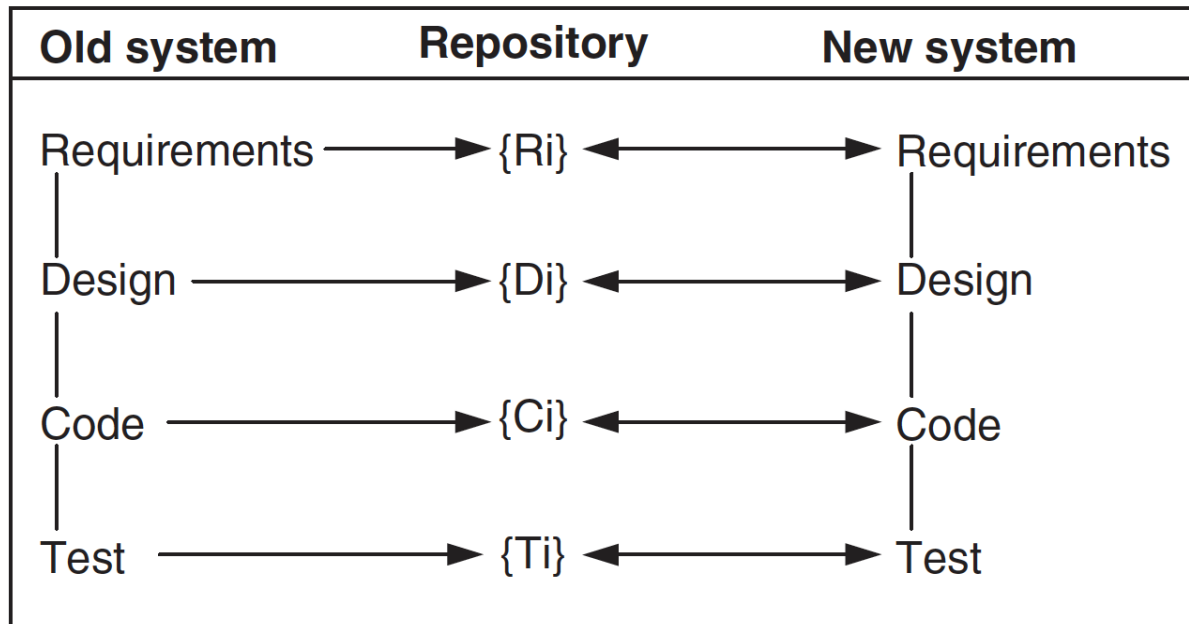 Old system Repository New system
Requirements {Ri} Requirements
Design {Di} Design
Code {Ci} Code
Test {Ti} Test